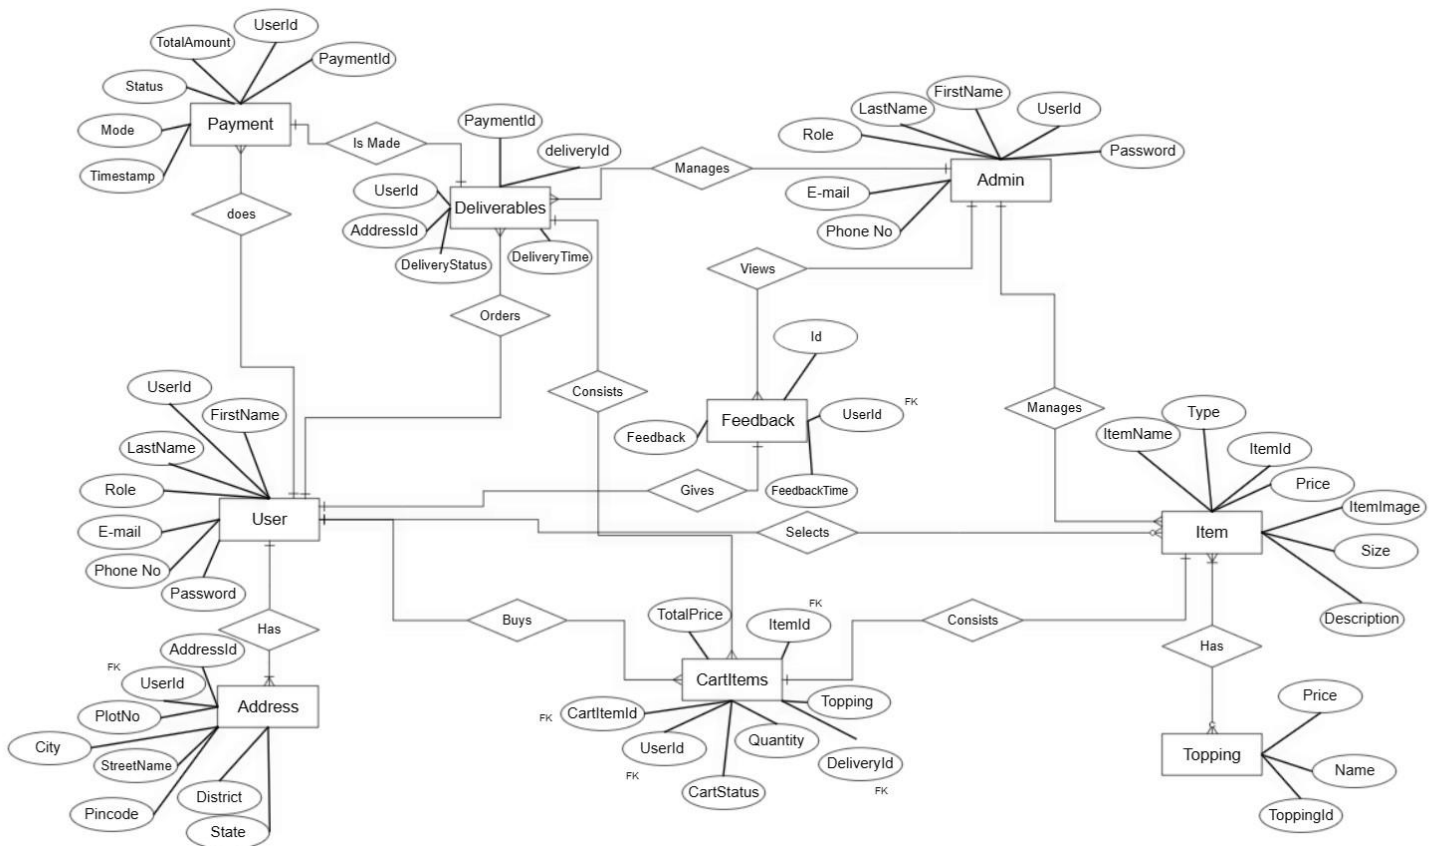 UserId
TotalAmount
PaymentId
Status
Payment
Mode
Timestamp
Is Made
does
PaymentId
deliveryId
UserId
Deliverables
AddressId
DeliveryStatus
DeliveryTime
Orders
Manages
FirstName
LastName
UserId
Role
Password
Admin
E-mail
Phone No
Views
Consists
Id
Feedback
UserId
FK
Feedback
FeedbackTime
Gives
Manages
Type
ItemName
ItemId
Price
ItemImage
Item
Size
Description
Selects
UserId
FirstName
LastName
Role
User
E-mail
Phone No
Password
Has
AddressId
FK
UserId
PlotNo
Address
City
StreetName
Pincode
District
State
Buys
TotalPrice
FK
ItemId
CartItems
Topping
FK
CartItemId
UserId
FK
Quantity
CartStatus
DeliveryId
FK
Consists
Has
Price
Topping
Name
ToppingId